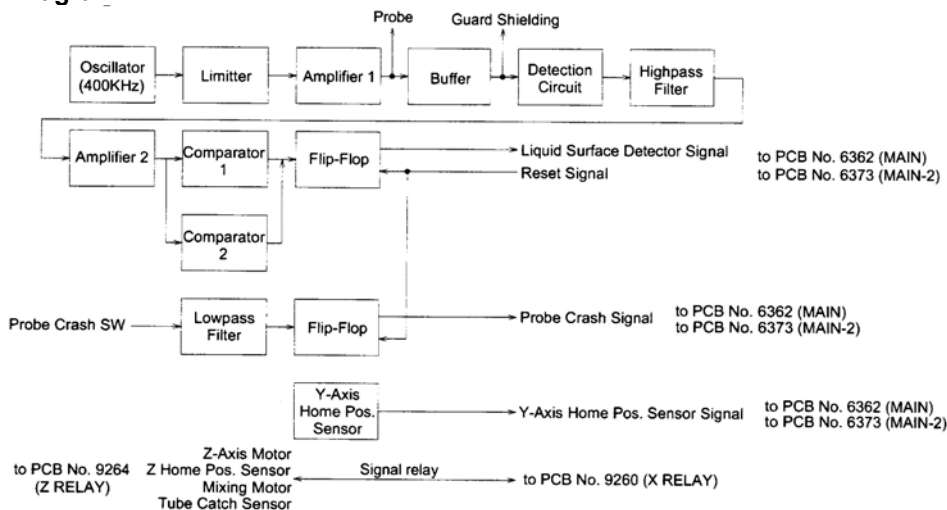 Probe
Guard Shielding
Oscillator
(400KHz)
Limitter
Amplifier 1
Buffer
Detection
Circuit
Highpass
Filter
Amplifier 2
Comparator
1
Flip-Flop
Liquid Surface Detector Signal
Reset Signal
to PCB No. 6362 (MAIN)
to PCB No. 6373 (MAIN-2)
Comparator
2
Probe Crash SW
Lowpass
Filter
Flip-Flop
Probe Crash Signal
to PCB No. 6362 (MAIN)
to PCB No. 6373 (MAIN-2)
Y-Axis
Home Pos.
Sensor
Y-Axis Home Pos. Sensor Signal
to PCB No. 6362 (MAIN)
to PCB No. 6373 (MAIN-2)
to PCB No. 9264
(Z RELAY)
Z-Axis Motor
Z Home Pos. Sensor
Mixing Motor
Tube Catch Sensor
Signal relay
to PCB No. 9260 (X RELAY)